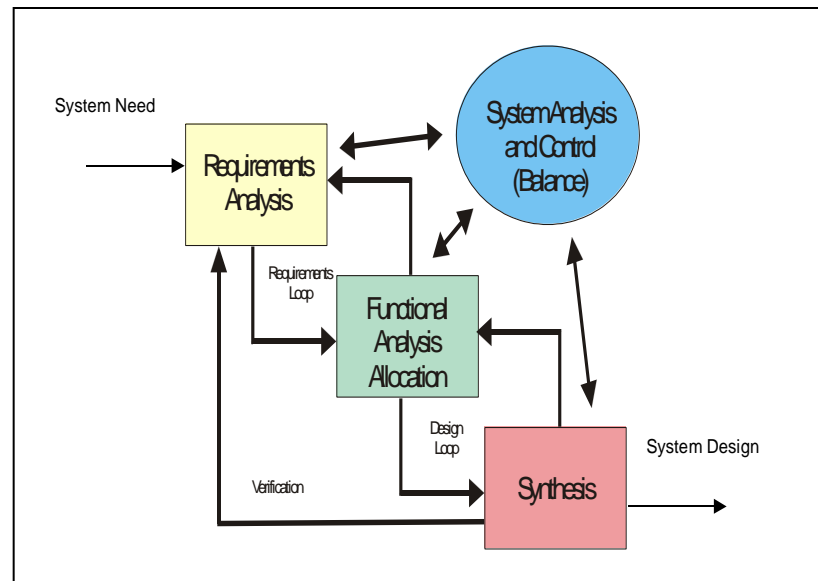 System Need
Requirements
Analysis
System Analysis
and Control
(Balance)
Requirements
Loop
Functional
Analysis
Allocation
Design
Loop
System Design
Synthesis
Verification